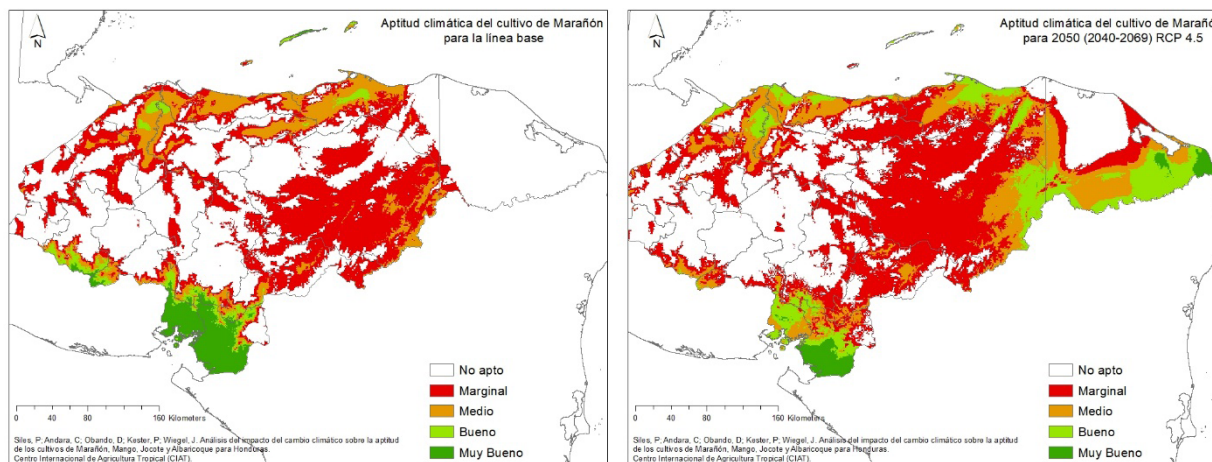 Aptitud climática del cultivo de Marañón
para la línea base
N
No apto
Marginal
Medio
Bueno
Muy Bueno
0 40 80 160 Kilometers
Siles, P; Andara, C; Obando, D; Kester, P; Wiegel, J. Análisis del impacto del cambio climático sobre la aptitud
de los cultivos de Marañón, Mango, Jocote y Albaricoque para Honduras.
Centro Internacional de Agricultura Tropical (CIAT).
Aptitud climática del cultivo de Marañó
para 2050 (2040-2069) RCP 4.5
N
No apto
Marginal
Medio
Bueno
Muy Bueno
0 40 80 160 Kilometers
Siles, P; Andara, C; Obando, D; Kester, P; Wiegel, J. Análisis del impacto del cambio climático sobre la aptitud
de los cultivos de Marañón, Mango, Jocote y Albaricoque para Honduras.
Centro Internacional de Agricultura Tropical (CIAT).